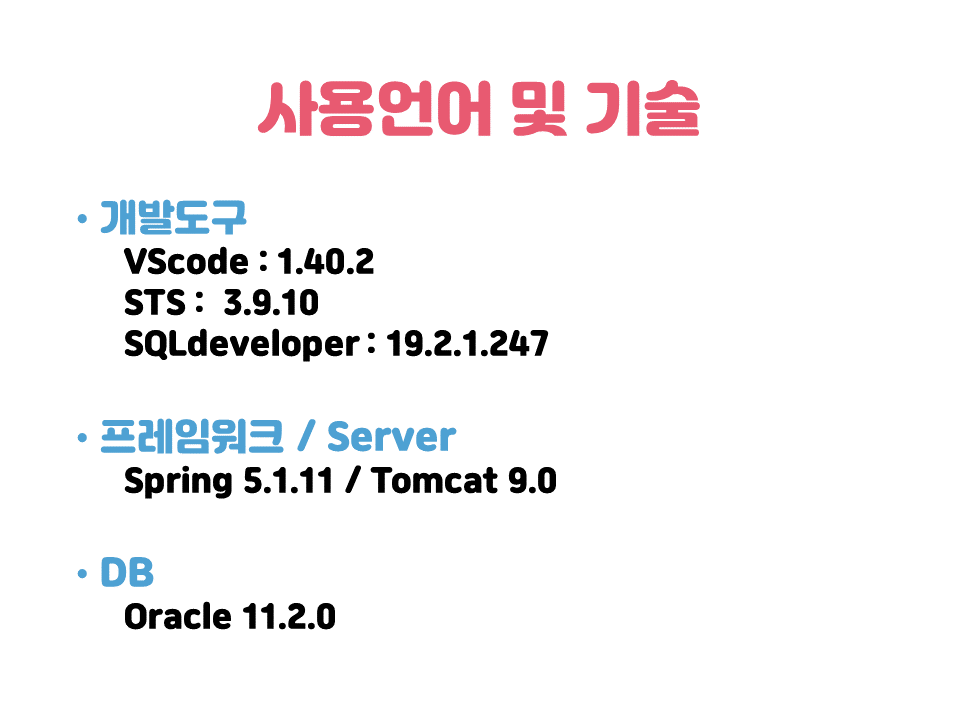 사용언어 및 기술
• 개발도구
VScode : 1.40.2
STS : 3.9.10
SQLdeveloper : 19.2.1.247
• 프레임워크 / Server
Spring 5.1.11 / Tomcat 9.0
• DB
Oracle 11.2.0